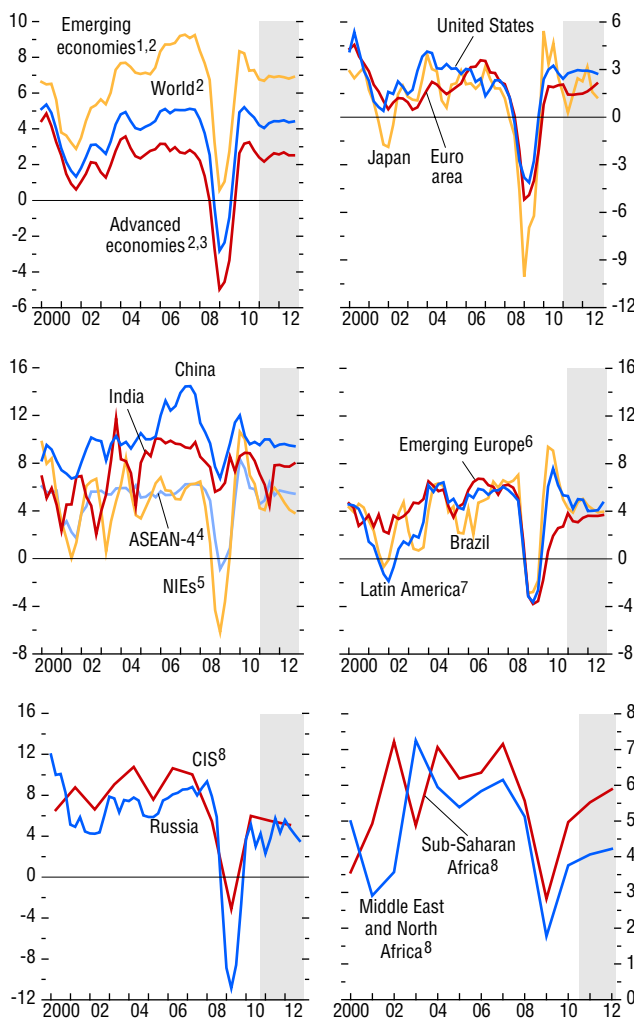 10
8
6
4
2
0
-2
-4
-6
Emerging
economies1,2
World2
Advanced
economies2,3
2000 02 04 06 08 10 12
6
3
0
-3
-6
-9
-12
United States
Japan
Euro
area
2000 02 04 06 08 10 12
16
12
8
4
0
-4
-8
China
India
ASEAN-44
NIEs5
2000 02 04 06 08 10 12
16
12
8
4
0
-4
-8
Emerging Europe6
Brazil
Latin America7
2000 02 04 06 08 10 12
16
12
8
4
0
-4
-8
-12
CIS8
Russia
2000 02 04 06 08 10 12
8
7
6
5
4
3
2
1
0
Sub-Saharan
Africa8
Middle East
and North
Africa8
2000 02 04 06 08 10 12